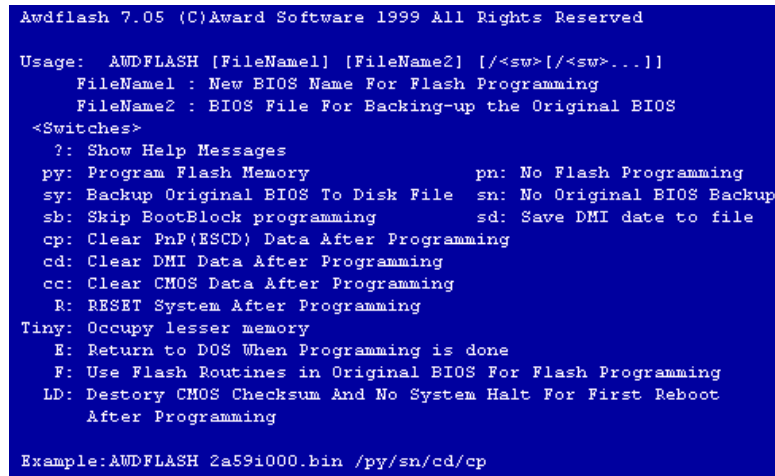 Awdflash 7.05 (C)Award Software 1999 All Rights Reserved
Usage: AWDFLASH [FileName1] [FileName2] [/<sw>[/<sw>...]]
FileName1 : New BIOS Name For Flash Programming
FileName2 : BIOS File For Backing-up the Original BIOS
<Switches>
?: Show Help Messages
py: Program Flash Memory pn: No Flash Programming
sy: Backup Original BIOS To Disk File sn: No Original BIOS Backup
sb: Skip BootBlock programming sd: Save DMI date to file
cp: Clear PnP(ESCD) Data After Programming
cd: Clear DMI Data After Programming
cc: Clear CMOS Data After Programming
R: RESET System After Programming
Tiny: Occupy lesser memory
E: Return to DOS When Programming is done
F: Use Flash Routines in Original BIOS For Flash Programming
LD: Destory CMOS Checksum And No System Halt For First Reboot
After Programming
Example:AWDFLASH 2a59i000.bin /py/sn/cd/cp